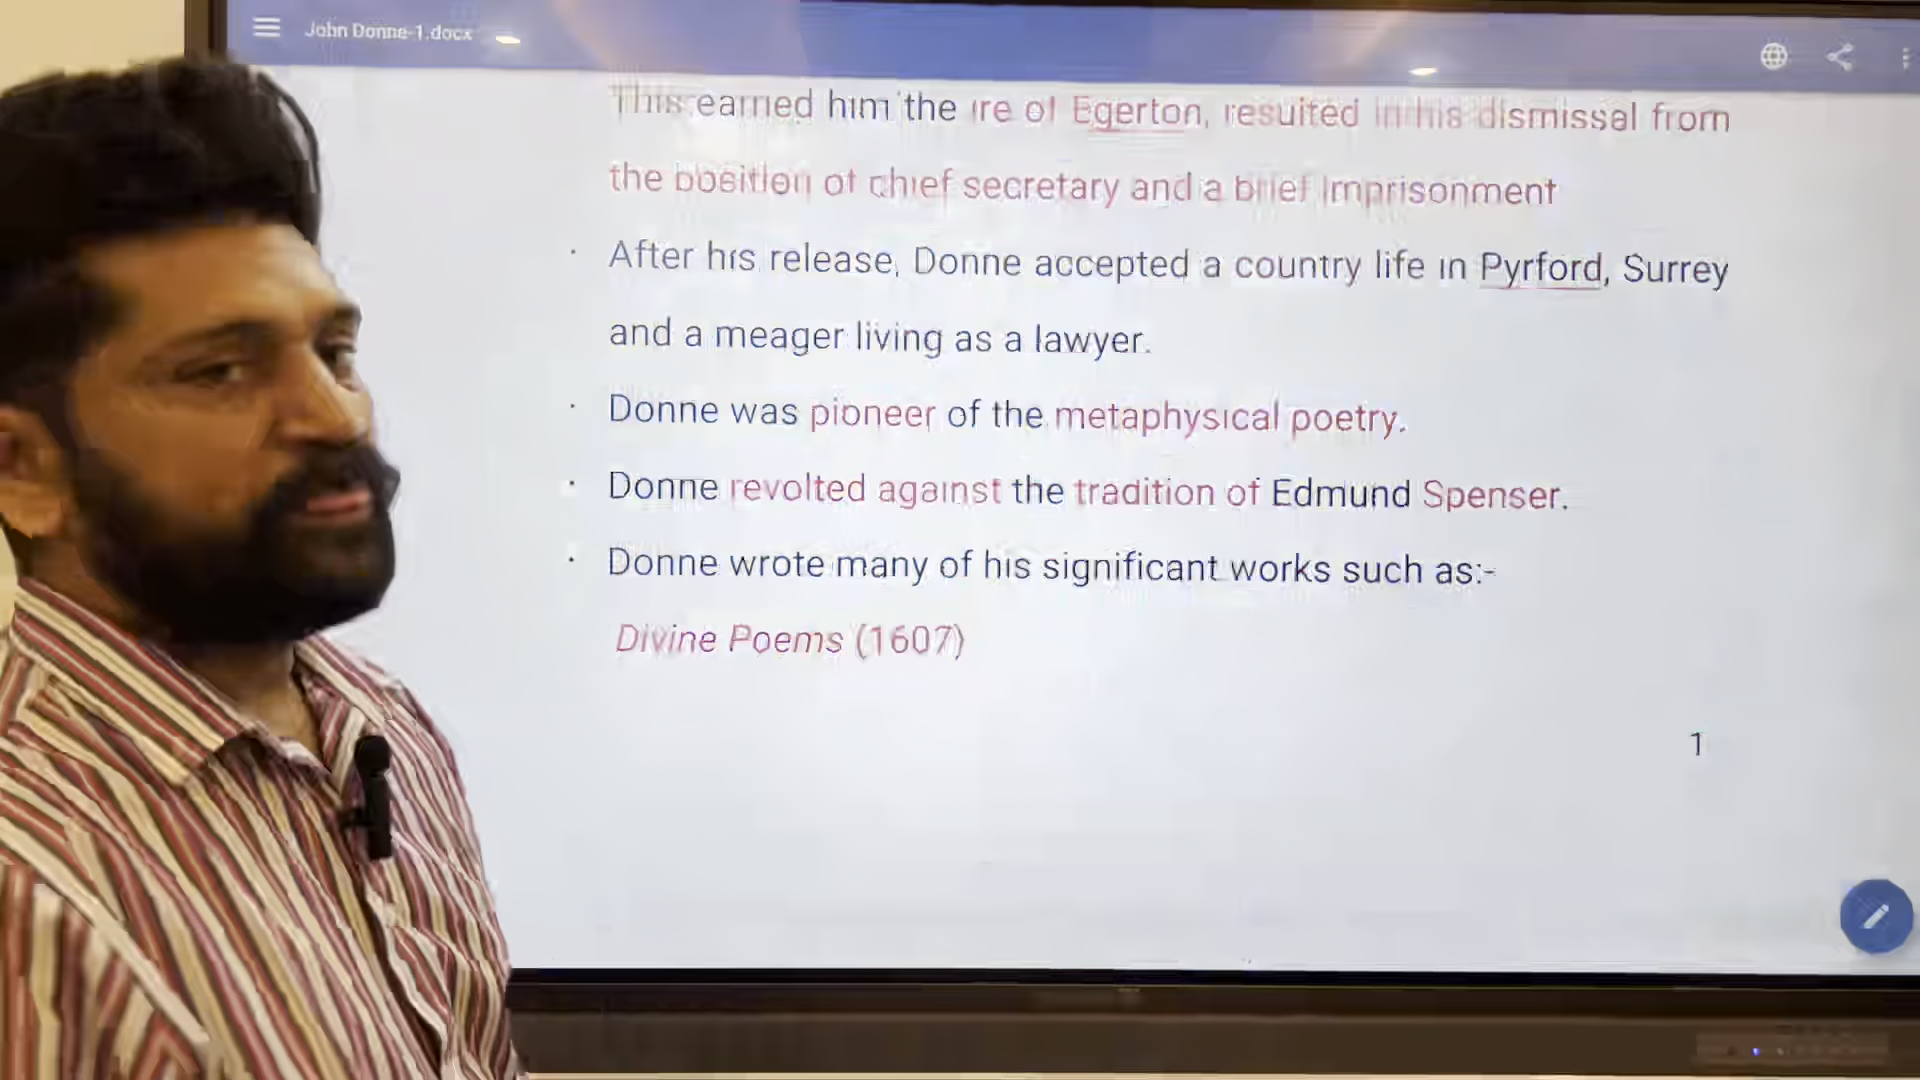 John Donne-1.docx
This earned him the ire of Egerton, resulted in his dismissal from
the position of chief secretary and a brief imprisonment
· After his release, Donne accepted a country life in Pyrford, Surrey
and a meager living as a lawyer.
· Donne was pioneer of the metaphysical poetry.
· Donne revolted against the tradition of Edmund Spenser.
· Donne wrote many of his significant works such as:-
Divine Poems (1607)
1